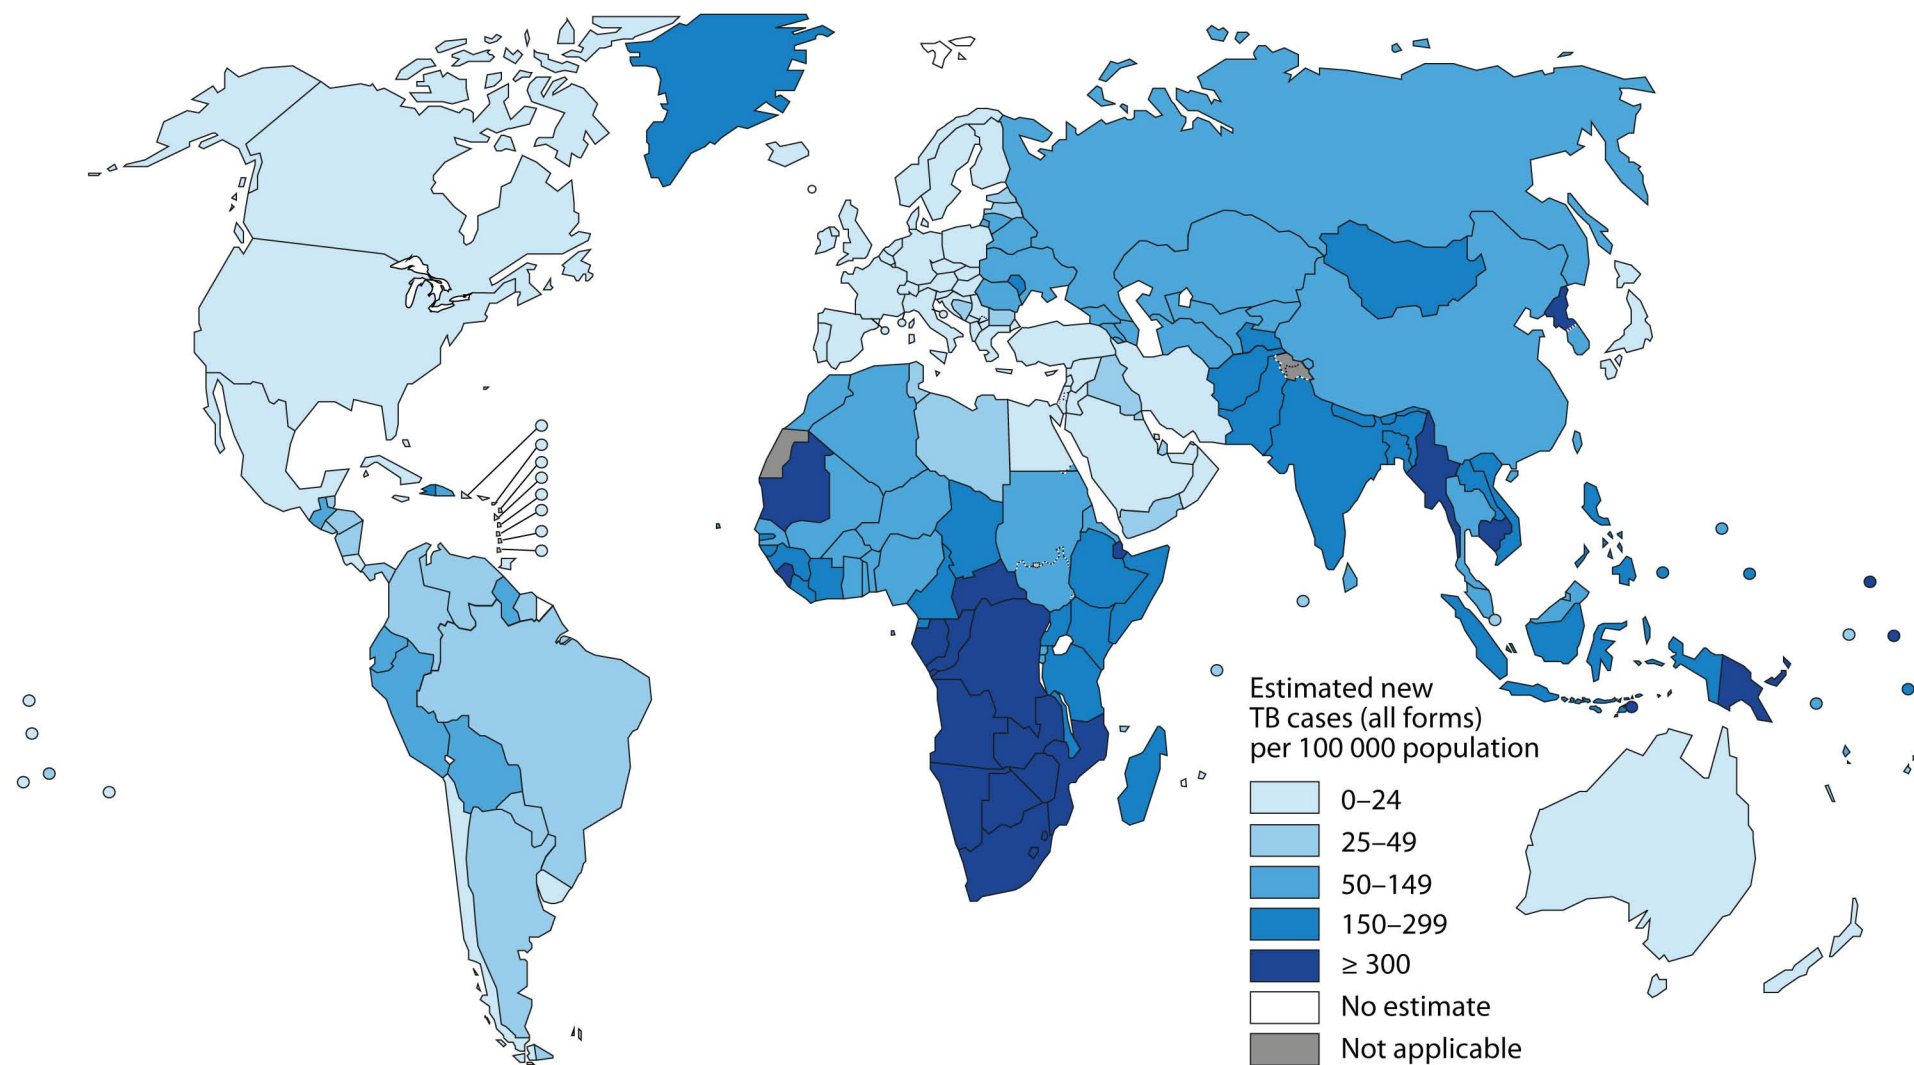 Estimated new
TB cases (all forms)
per 100 000 population
0–24
25–49
50–149
150–299
≥ 300
No estimate
Not applicable